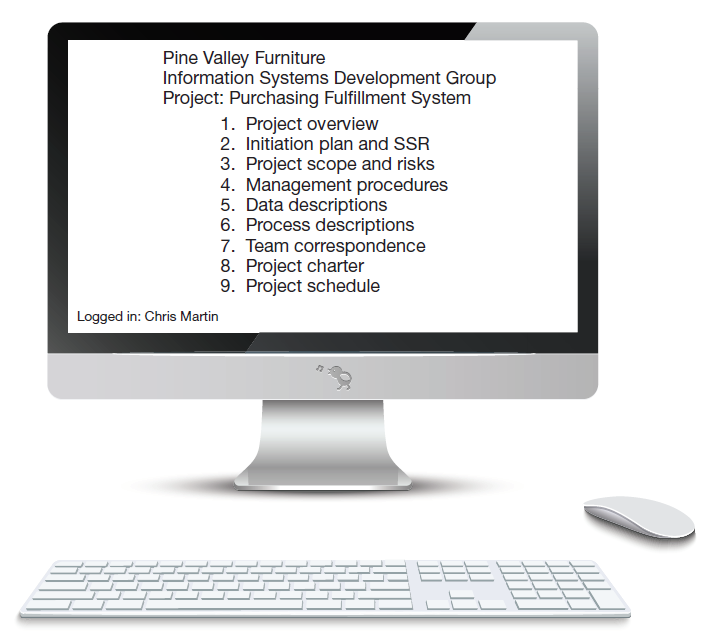 Pine Valley Furniture
Information Systems Development Group
Project: Purchasing Fulfillment System
1. Project overview
2. Initiation plan and SSR
3. Project scope and risks
4. Management procedures
5. Data descriptions
6. Process descriptions
7. Team correspondence
8. Project charter
9. Project schedule
Logged in: Chris Martin